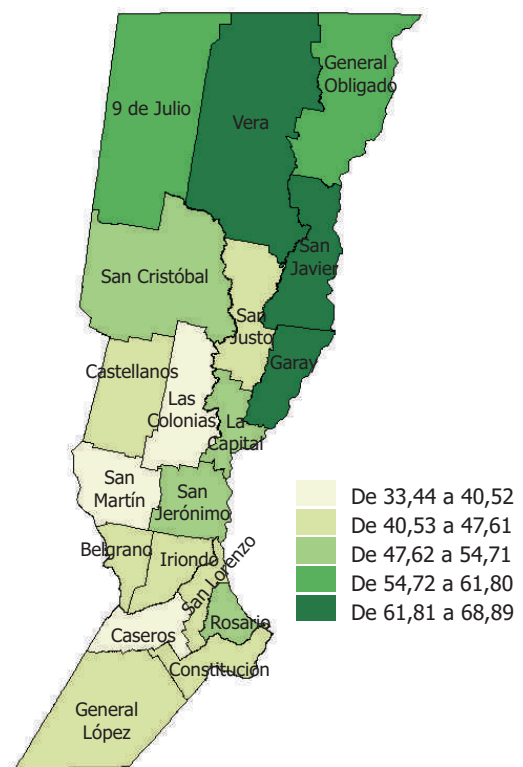 General
Obligado
9 de Julio
Vera
San
Javier
San Cristóbal
San
Justo
Garay
Castellanos
Las
Colonias
La
Capital
San
Martín
San
Jerónimo
Belgrano
Iriondo
San Lorenzo
Rosario
Caseros
Constitución
General
López
De 33,44 a 40,52
De 40,53 a 47,61
De 47,62 a 54,71
De 54,72 a 61,80
De 61,81 a 68,89